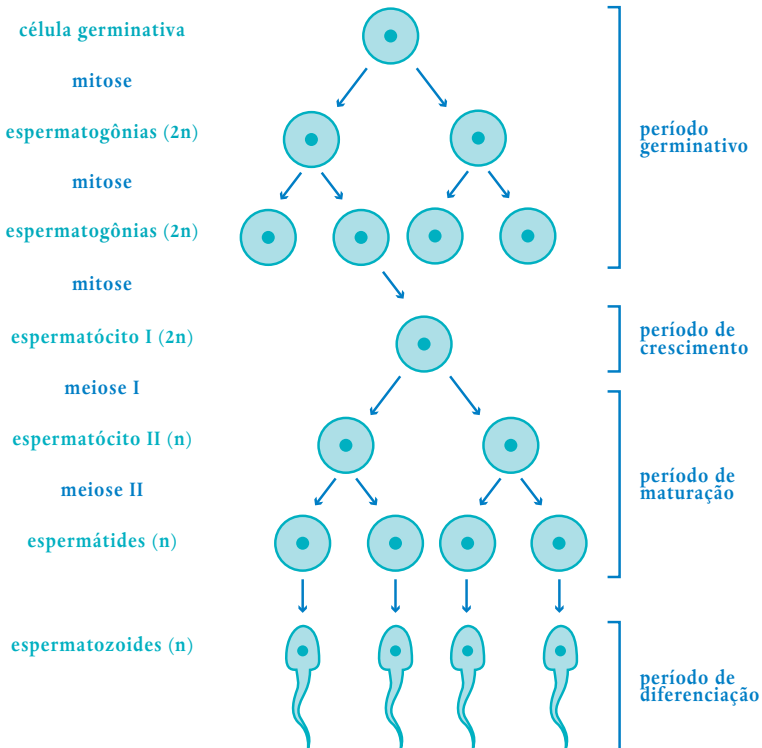 célula germinativa
mitose
espermatogônias (2n)
período
germinativo
mitose
espermatogônias (2n)
mitose
espermatócito I (2n)
período de
crescimento
meiose I
espermatócito II (n)
meiose II
período de
maturação
espermátides (n)
espermatozoides (n)
período de
diferenciação